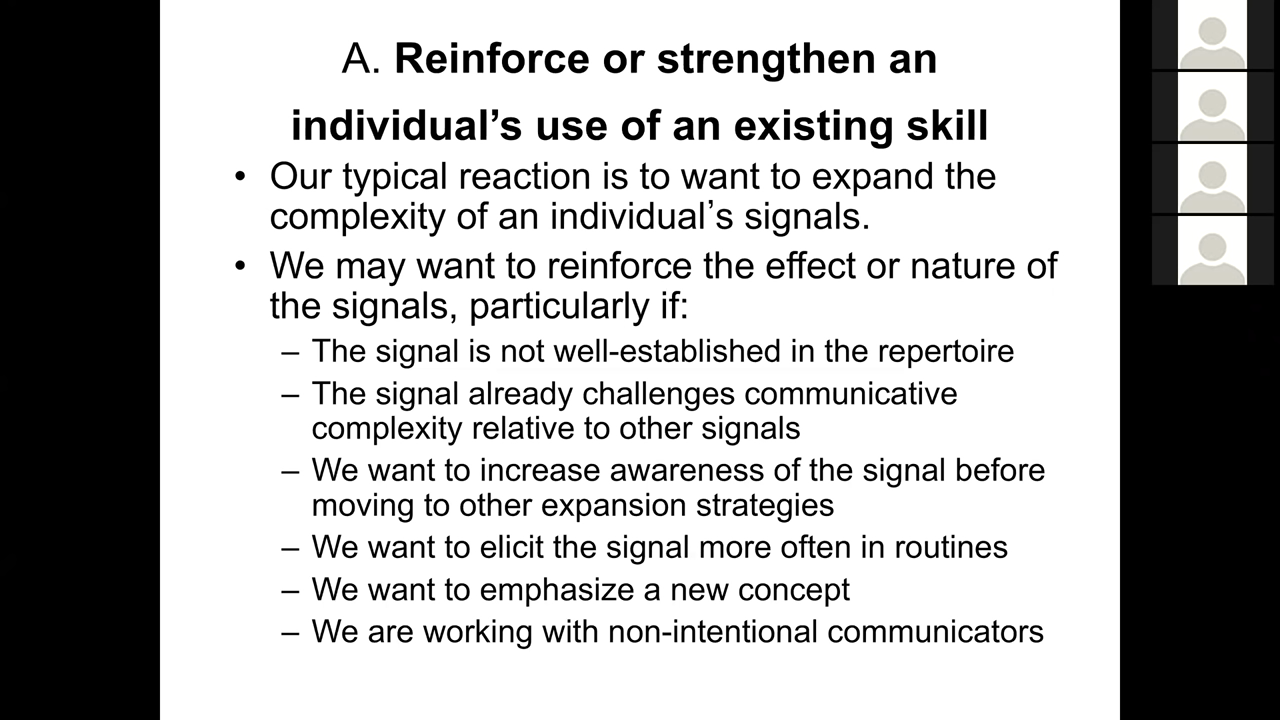 A. Reinforce or strengthen an
individual’s use of an existing skill
• Our typical reaction is to want to expand the
complexity of an individual’s signals.
• We may want to reinforce the effect or nature of
the signals, particularly if:
– The signal is not well-established in the repertoire
– The signal already challenges communicative
complexity relative to other signals
– We want to increase awareness of the signal before
moving to other expansion strategies
– We want to elicit the signal more often in routines
– We want to emphasize a new concept
– We are working with non-intentional communicators